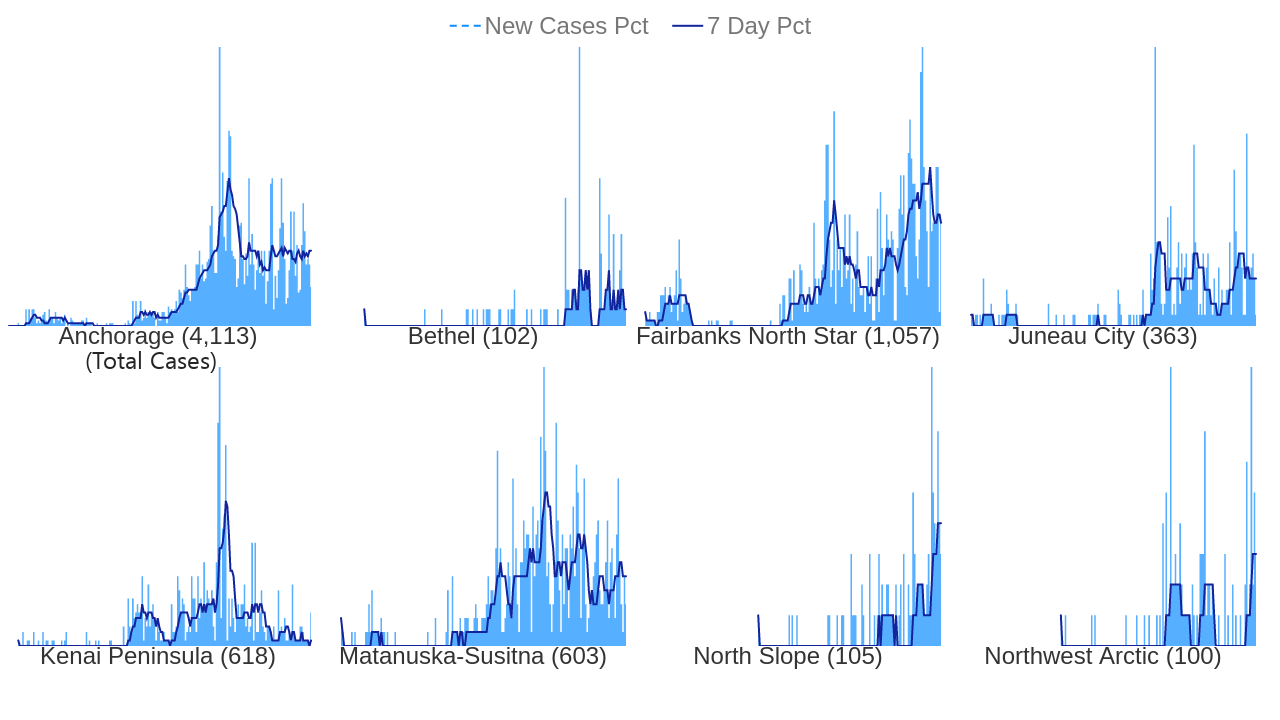 New Cases Pct 7 Day Pct
Anchorage (4,113) Bethel (102) Fairbanks North Star (1,057) Juneau City (363)
(Total Cases)
Kenai Peninsula (618) Matanuska-Susitna (603) North Slope (105) Northwest Arctic (100)